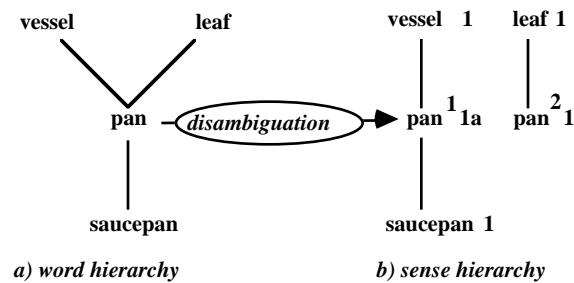 vessel leaf vessel 1 leaf 1
pan disambiguation pan 1 1a pan 2 1
saucepan saucepan 1
a) word hierarchy b) sense hierarchy